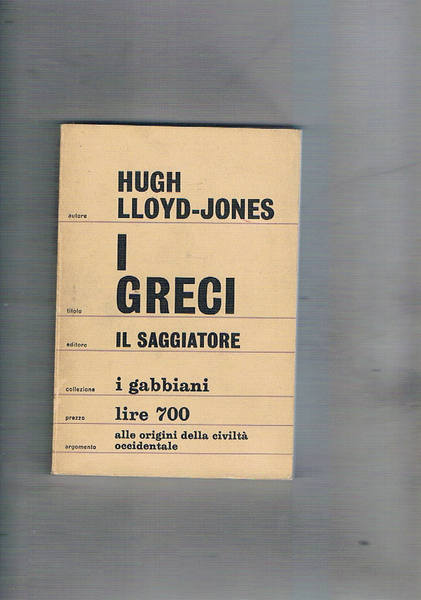 HUGH
autore LLOYD-JONES
I
titolo GRECI
editore IL SAGGIATORE
collezione i gabbiani
prezzo lire 700
alle origini della civiltà
argomento occidentale